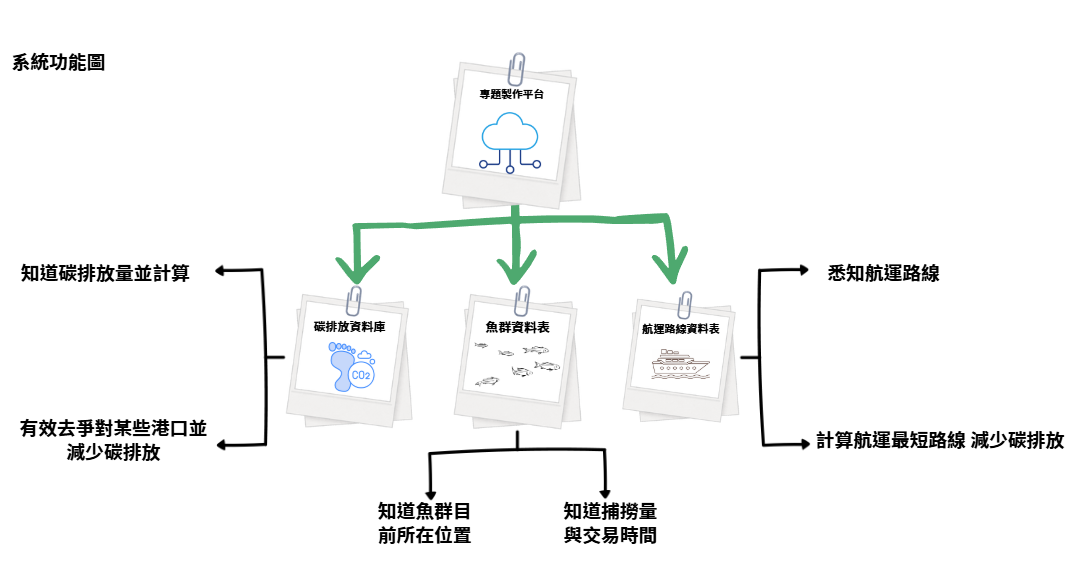 系統功能圖
專題製作平台
知道碳排放量並計算
悉知航運路線
碳排放資料庫
魚群資料表
航運路線資料表
CO2
有效去爭對某些港口並
減少碳排放
計算航運最短路線 減少碳排放
知道魚群目
前所在位置
知道捕撈量
與交易時間